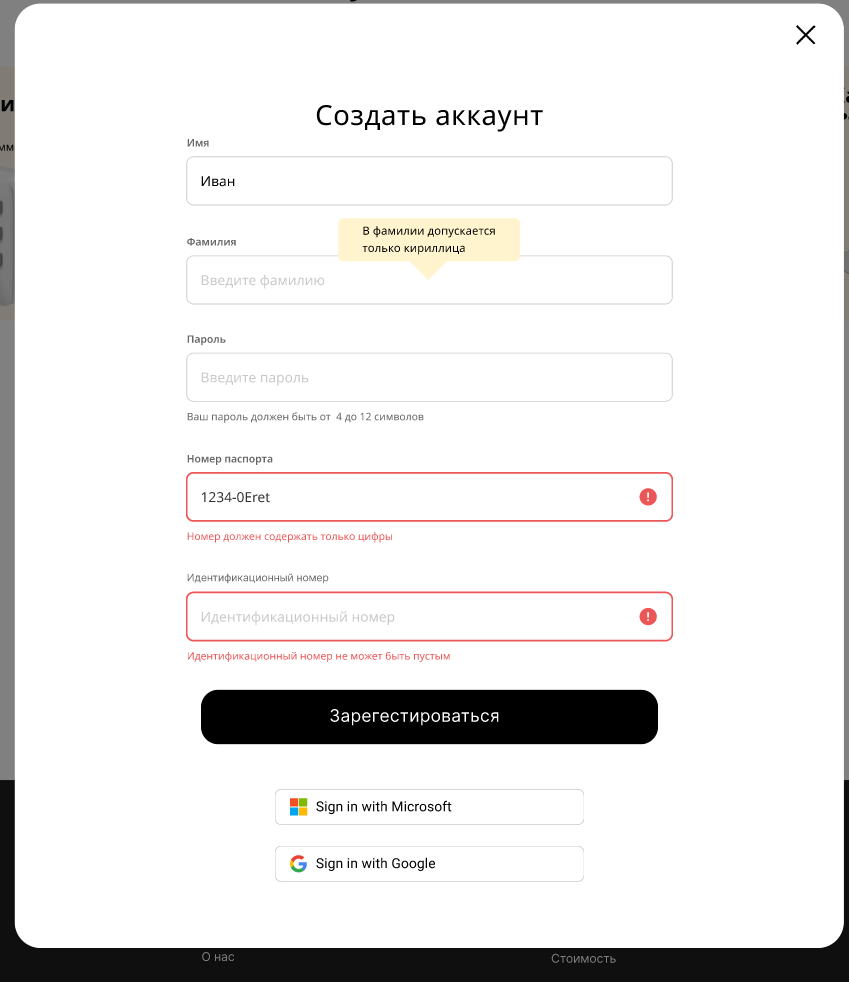 Создать аккаунт
Имя
Иван
В фамилии допускается
только кириллица
Фамилия
Введите фамилию
Пароль
Введите пароль
Ваш пароль должен быть от 4 до 12 символов
Номер паспорта
1234-0Eret
Номер должен содержать только цифры
Идентификационный номер
Идентификационный номер
Идентификационный номер не может быть пустым
Зарегестироваться
Sign in with Microsoft
Sign in with Google
О нас
Стоимость